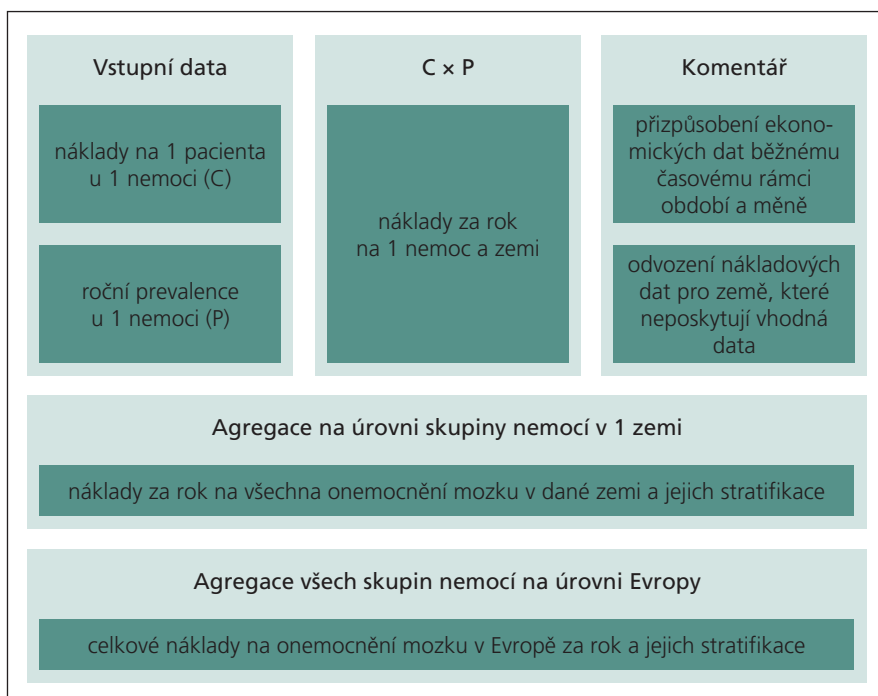 Vstupní data
náklady na 1 pacienta
u 1 nemoci (C)
roční prevalence
u 1 nemoci (P)
C × P
náklady za rok
na 1 nemoc a zemi
Komentář
přizpůsobení ekono-
mických dat běžnému
časovému rámci
období a měně
odvození nákladových
dat pro země, které
neposkytují vhodná
data
Agregace na úrovni skupiny nemocí v 1 zemi
náklady za rok na všechna onemocnění mozku v dané zemi a jejich stratifikace
Agregace všech skupin nemocí na úrovni Evropy
celkové náklady na onemocnění mozku v Evropě za rok a jejich stratifikace